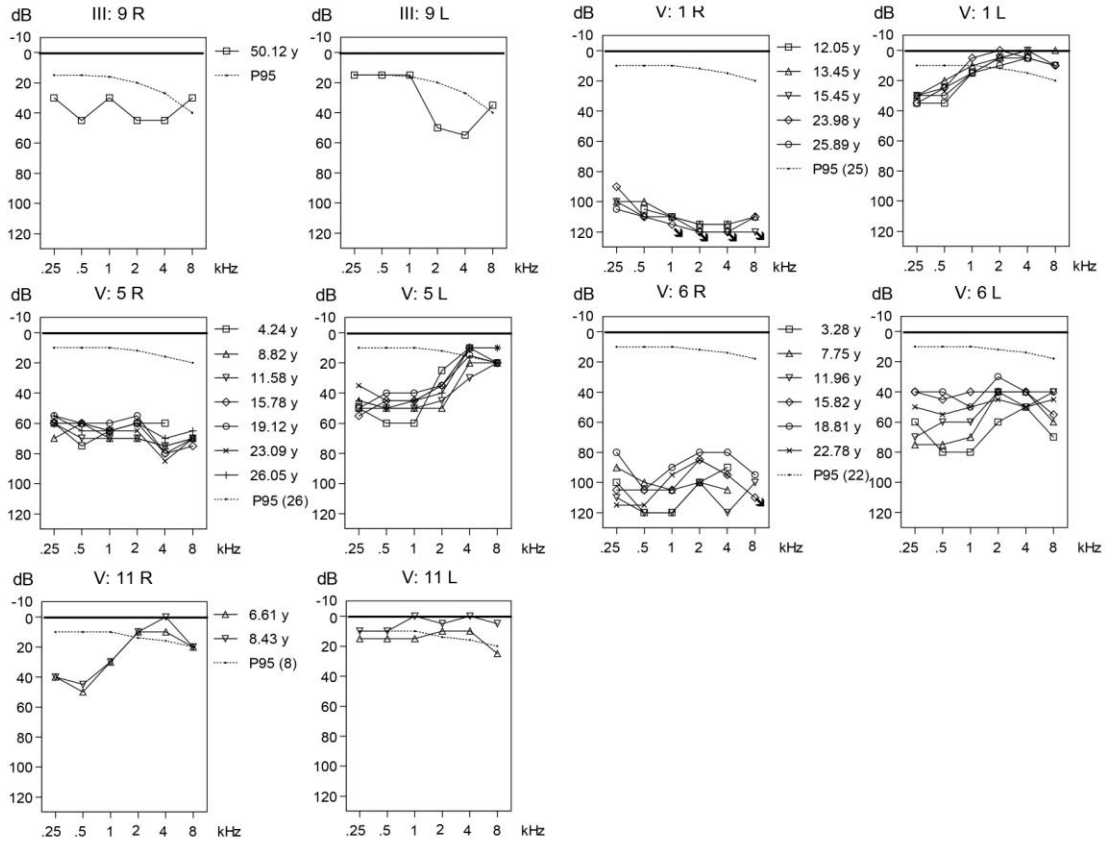 III: 9 R
dB
-10
0
20
40
60
80
100
120
.25 .5 1 2 4 8 kHz
50.12 y
P95
III: 9 L
dB
-10
0
20
40
60
80
100
120
.25 .5 1 2 4 8 kHz
V: 1 R
dB
-10
0
20
40
60
80
100
120
.25 .5 1 2 4 8 kHz
12.05 y
13.45 y
15.45 y
23.98 y
25.89 y
P95 (25)
V: 1 L
dB
-10
0
20
40
60
80
100
120
.25 .5 1 2 4 8 kHz
V: 5 R
dB
-10
0
20
40
60
80
100
120
.25 .5 1 2 4 8 kHz
4.24 y
8.82 y
11.58 y
15.78 y
19.12 y
23.09 y
26.05 y
P95 (26)
V: 5 L
dB
-10
0
20
40
60
80
100
120
.25 .5 1 2 4 8 kHz
V: 6 R
dB
-10
0
20
40
60
80
100
120
.25 .5 1 2 4 8 kHz
3.28 y
7.75 y
11.96 y
15.82 y
18.81 y
22.78 y
P95 (22)
V: 6 L
dB
-10
0
20
40
60
80
100
120
.25 .5 1 2 4 8 kHz
V: 11 R
dB
-10
0
20
40
60
80
100
120
.25 .5 1 2 4 8 kHz
6.61 y
8.43 y
P95 (8)
V: 11 L
dB
-10
0
20
40
60
80
100
120
.25 .5 1 2 4 8 kHz